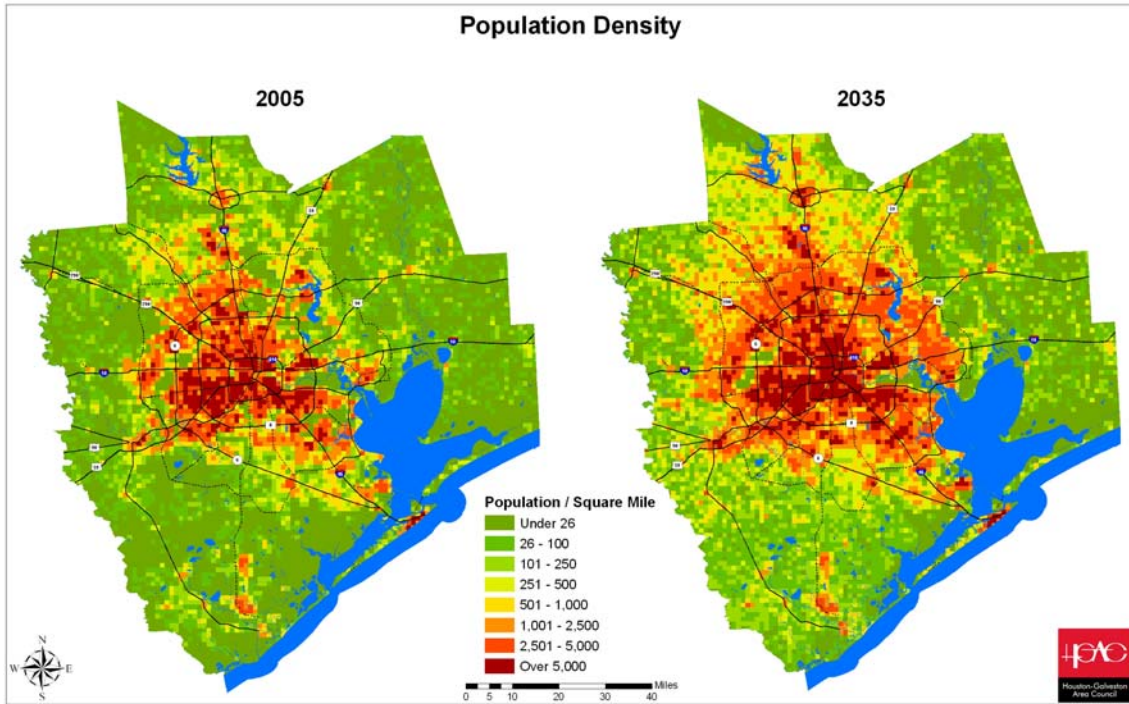 Population Density
2005
2035
Population / Square Mile
Under 26
26 - 100
101 - 250
251 - 500
501 - 1,000
1,001 - 2,500
2,501 - 5,000
Over 5,000
N
W E
S
0 5 10 20 30 40 Miles
HGAC
Houston-Galveston
Area Council